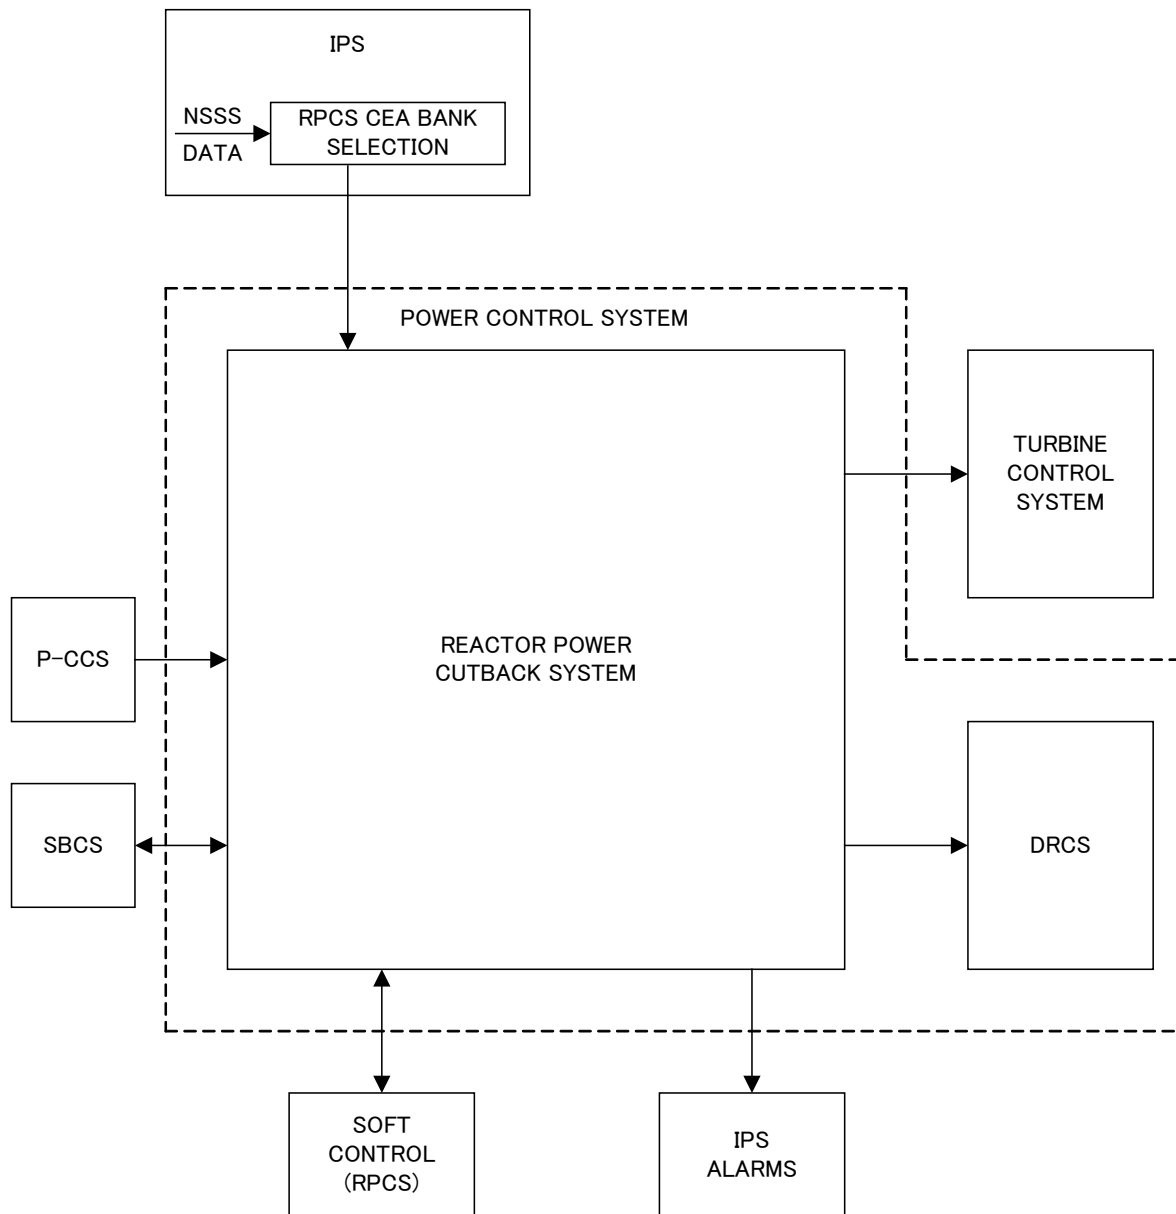 IPS
NSSS
DATA
RPCS CEA BANK
SELECTION
POWER CONTROL SYSTEM
TURBINE
CONTROL
SYSTEM
REACTOR POWER
CUTBACK SYSTEM
P-CCS
SBCS
DRCS
SOFT
CONTROL
(RPCS)
IPS
ALARMS